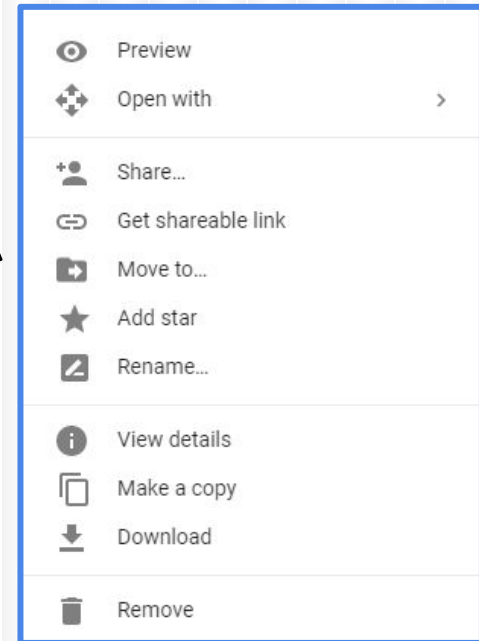 Preview
Open with
Share...
Get shareable link
Move to...
Add star
Rename...
View details
Make a copy
Download
Remove